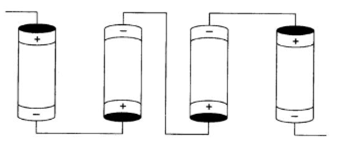 + − − +
− + + −